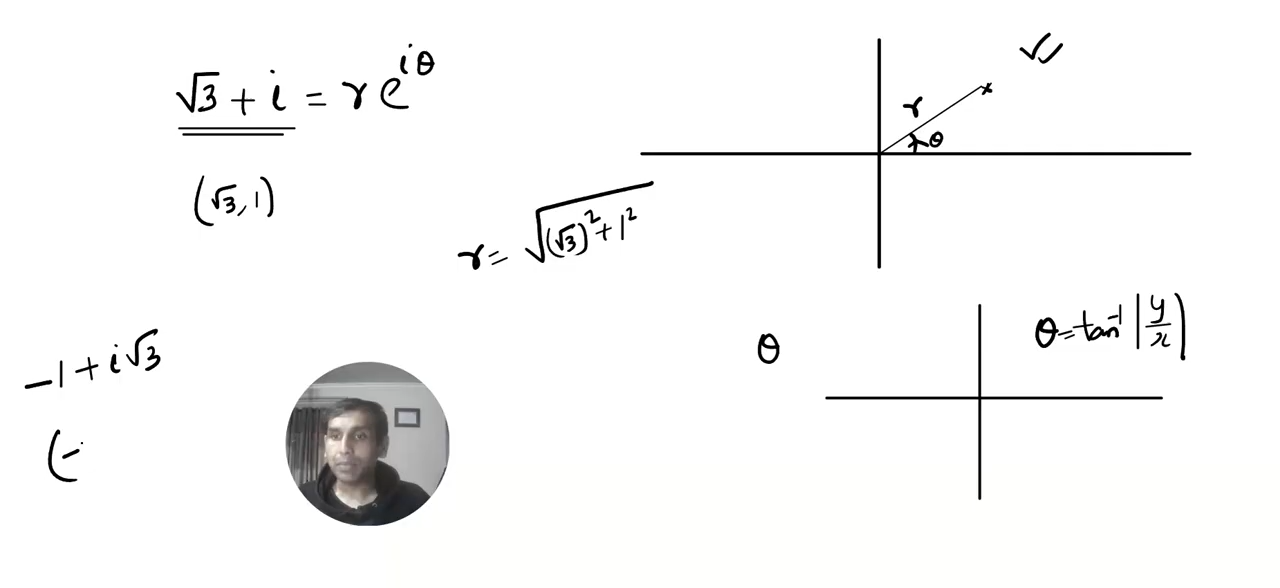 √3 + i = r e^{iθ}
(√3, 1)
r = √((√3)² + 1²)
r
θ
θ
θ = tan⁻¹ |y/x|
-1 + i√3
(-